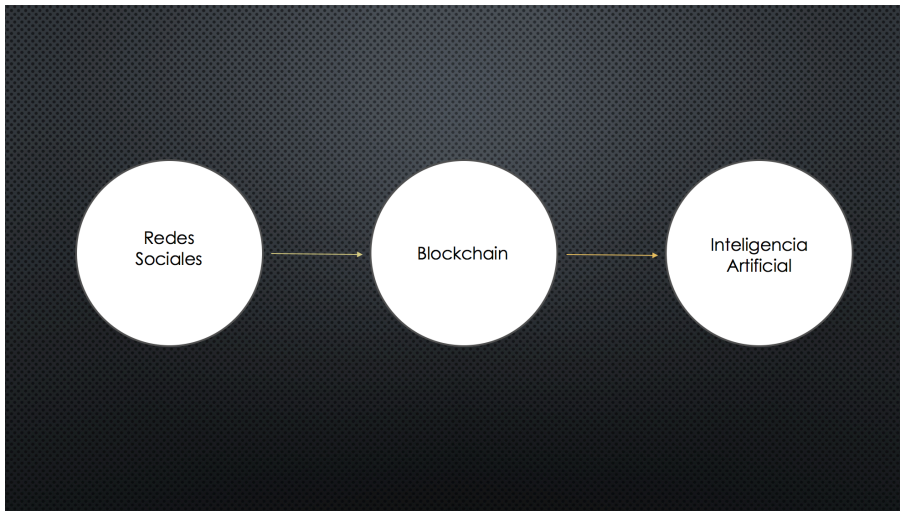 Redes
Sociales
Blockchain
Inteligencia
Artificial